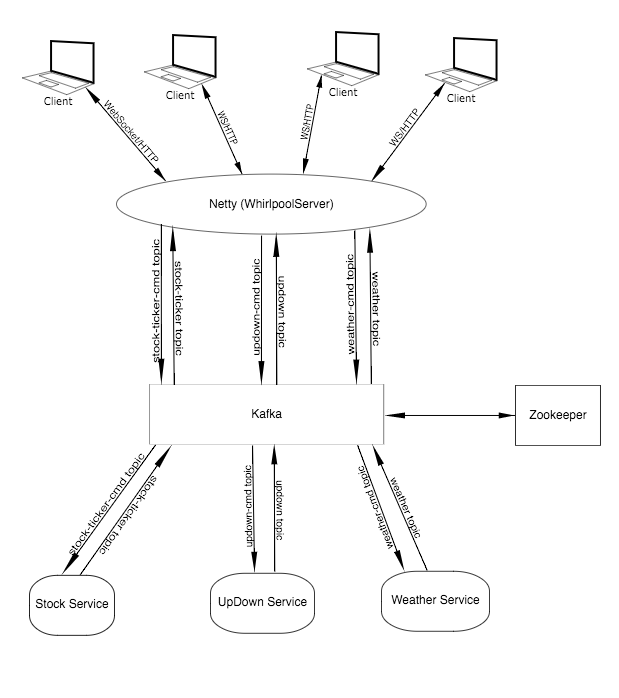 Client
Client
Client
Client
WebSocket/HTTP
WS/HTTP
WS/HTTP
WS/HTTP
Netty (WhirlpoolServer)
stock-ticker-cmd topic
stock-ticker topic
updown-cmd topic
updown topic
weather-cmd topic
weather topic
Kafka
Zookeeper
stock-ticker-cmd topic
stock-ticker topic
updown-cmd topic
updown topic
weather-cmd topic
weather topic
Stock Service
UpDown Service
Weather Service